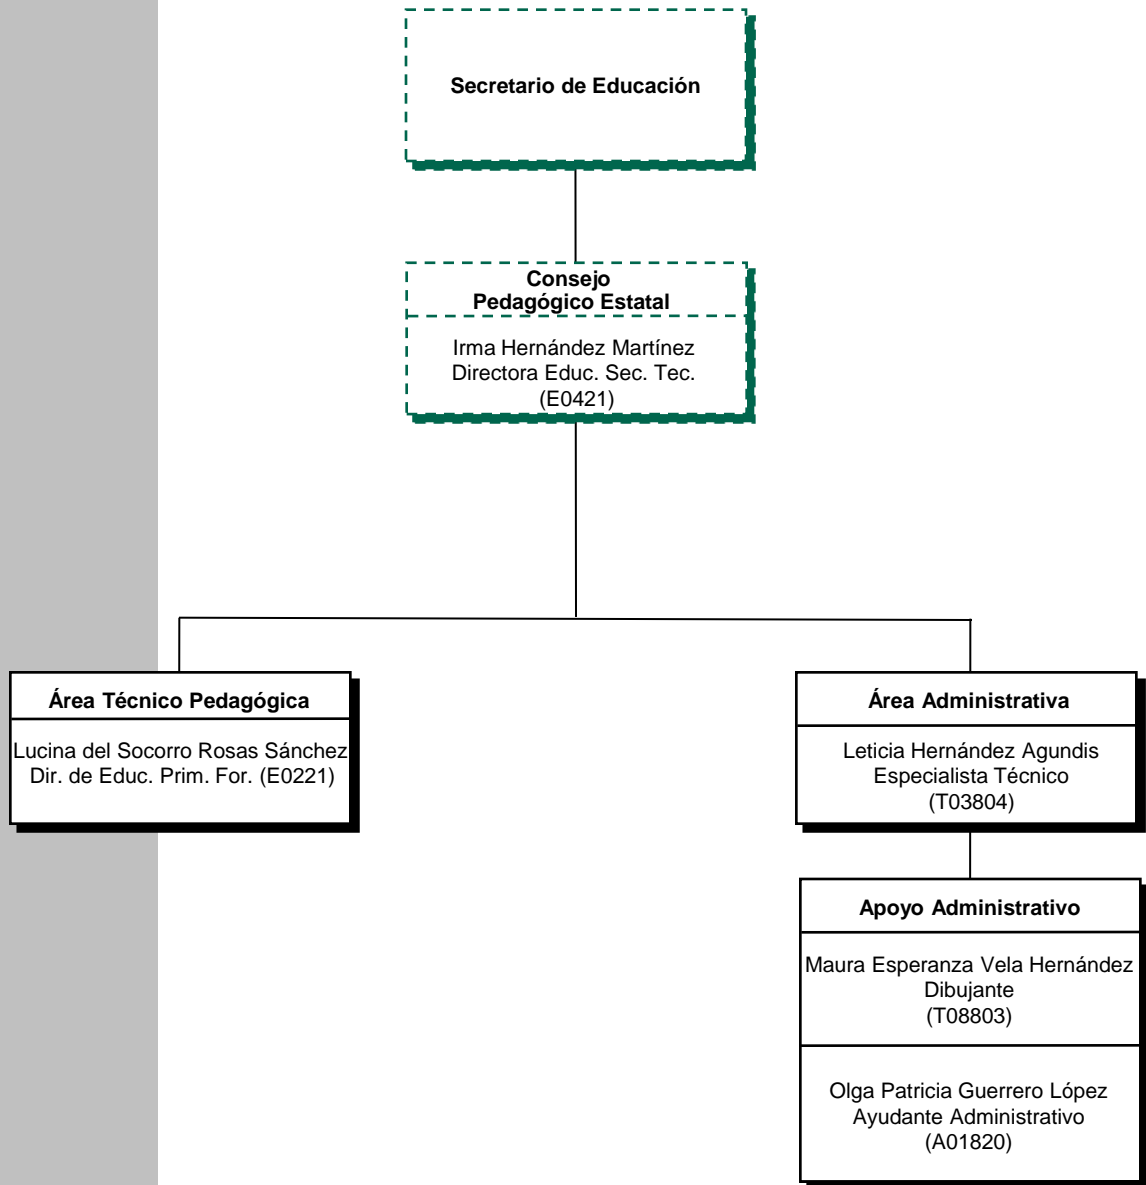 Secretario de Educación
Consejo
Pedagógico Estatal
Irma Hernández Martínez
Directora Educ. Sec. Tec.
(E0421)
Área Técnico Pedagógica
Lucina del Socorro Rosas Sánchez
Dir. de Educ. Prim. For. (E0221)
Área Administrativa
Leticia Hernández Agundis
Especialista Técnico
(T03804)
Apoyo Administrativo
Maura Esperanza Vela Hernández
Dibujante
(T08803)
Olga Patricia Guerrero López
Ayudante Administrativo
(A01820)